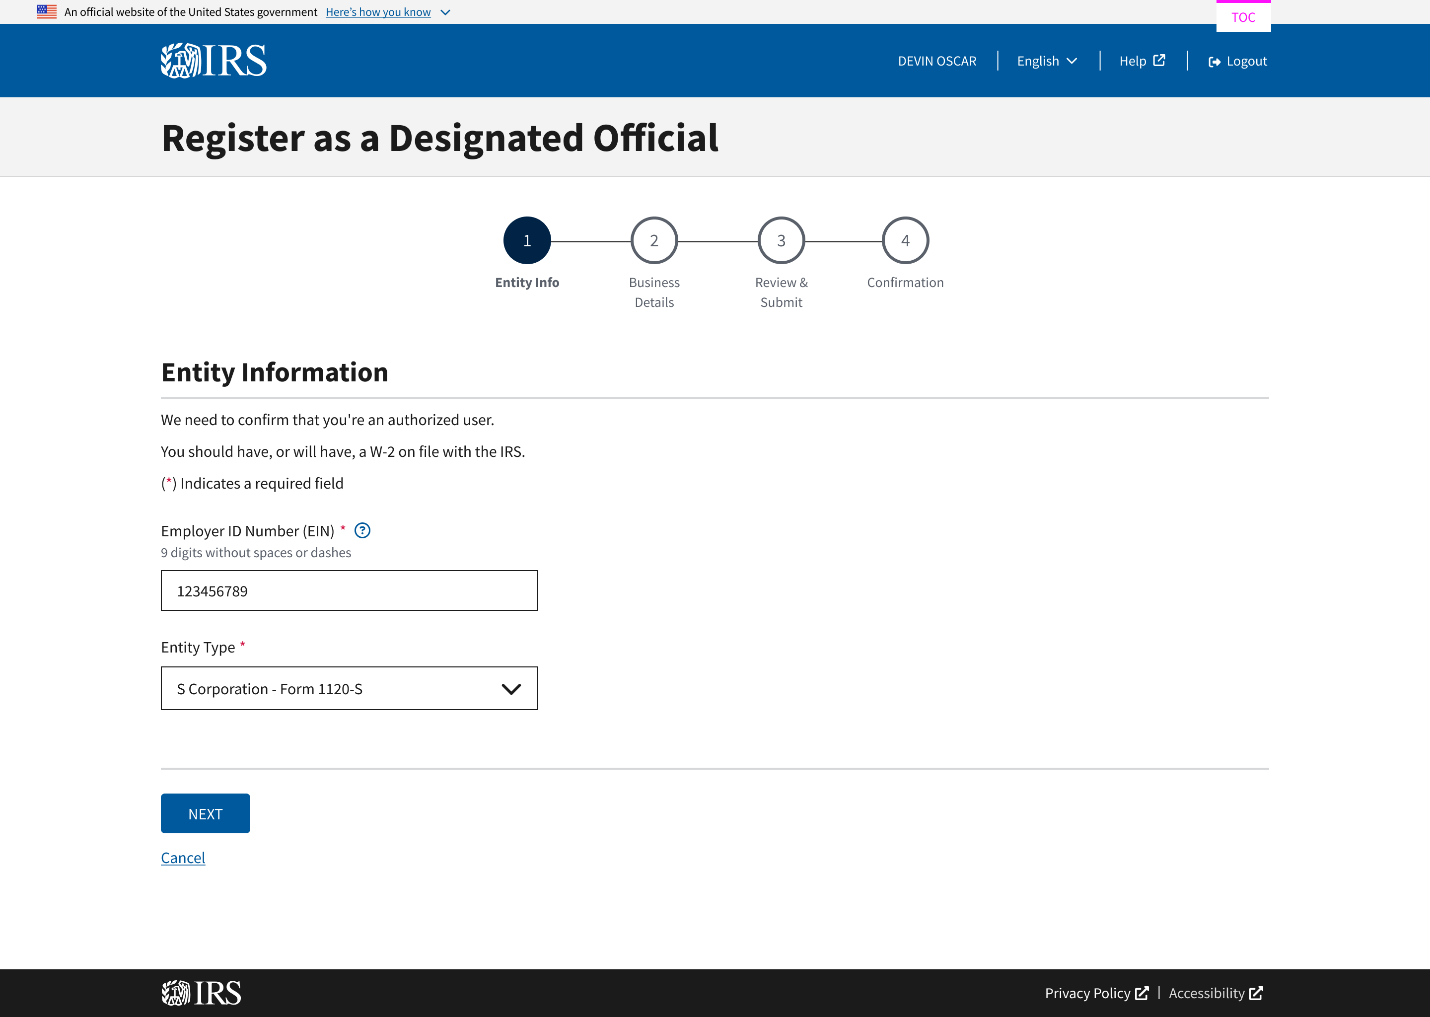 An official website of the United States government Here's how you know
TOC
IRS
DEVIN OSCAR
English
Help
Logout
Register as a Designated Official
1
2
3
4
Entity Info
Business
Details
Review &
Submit
Confirmation
Entity Information
We need to confirm that you're an authorized user.
You should have, or will have, a W-2 on file with the IRS.
(*) Indicates a required field
Employer ID Number (EIN) * ?
9 digits without spaces or dashes
123456789
Entity Type *
S Corporation - Form 1120-S
NEXT
Cancel
IRS
Privacy Policy | Accessibility